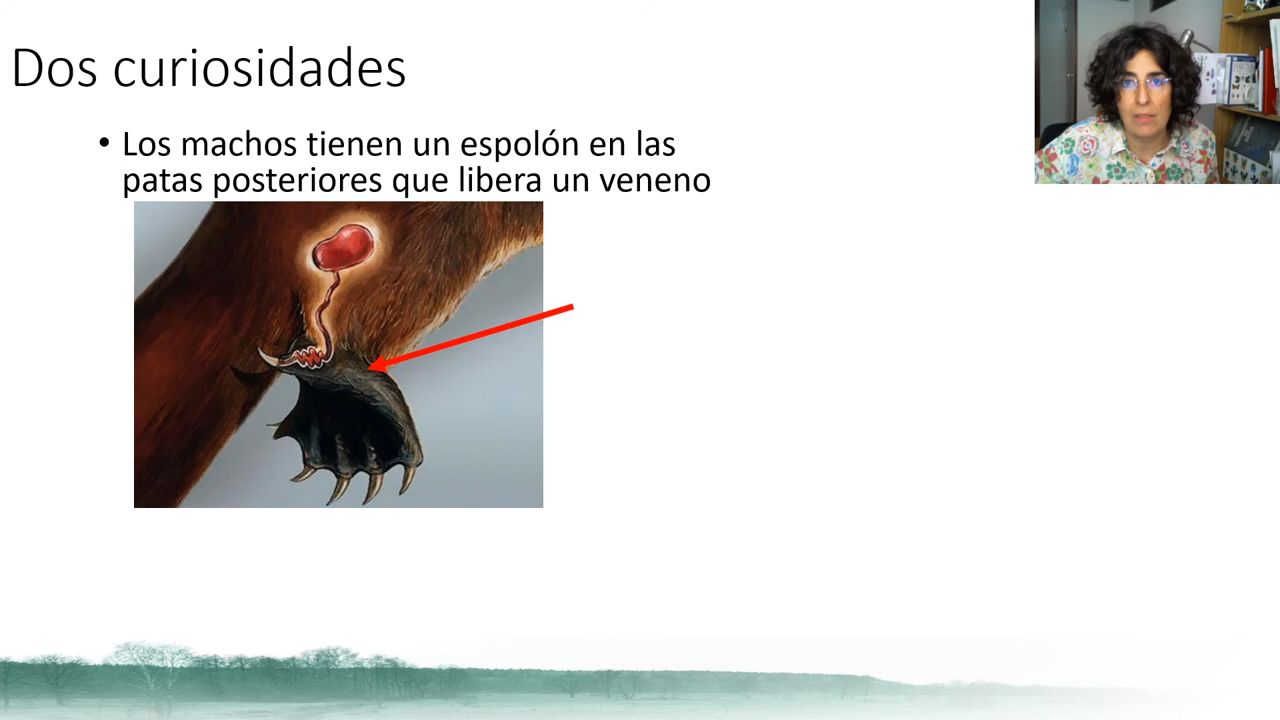 Dos curiosidades
• Los machos tienen un espolón en las
patas posteriores que libera un veneno